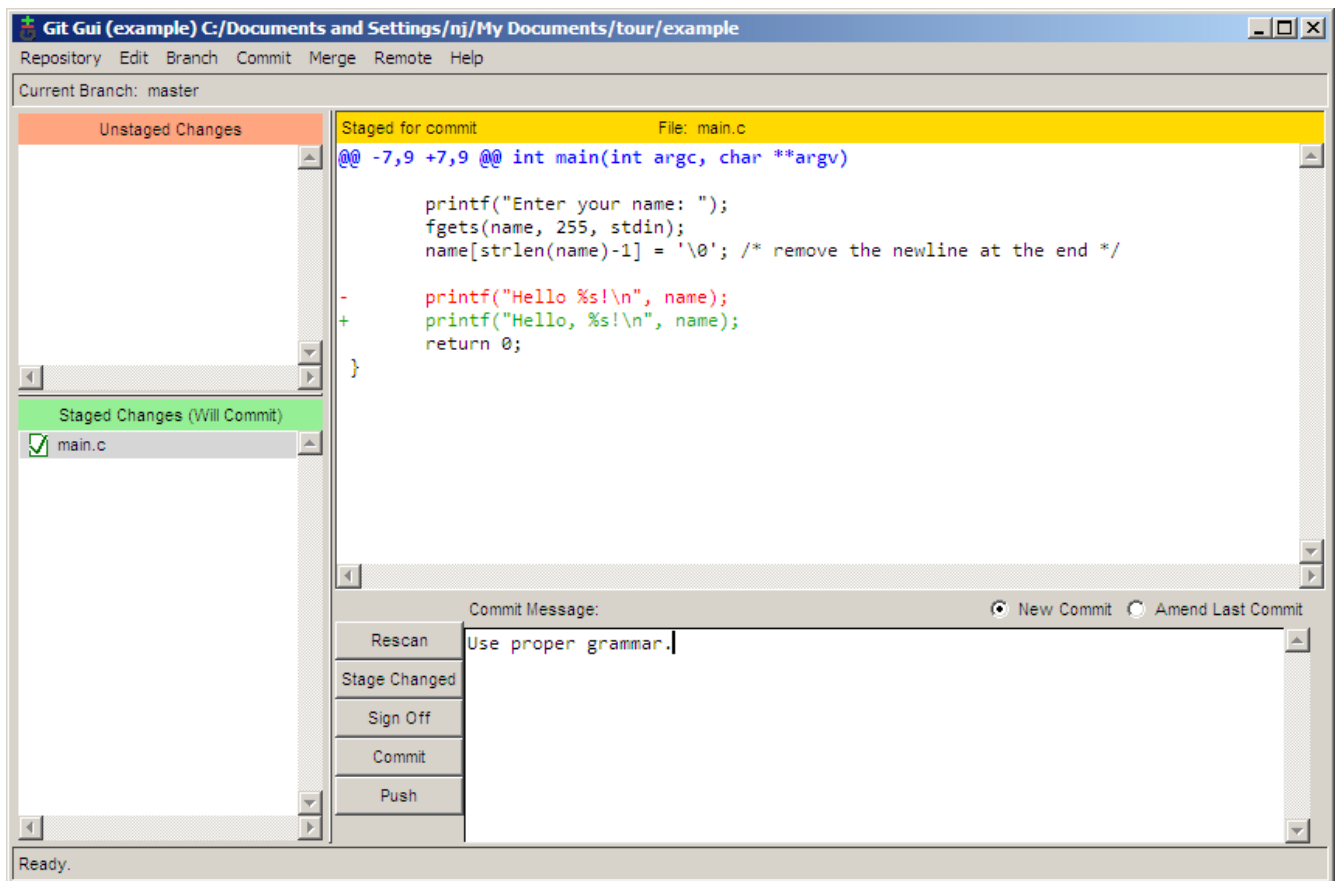 Git Gui (example) C:/Documents and Settings/nj/My Documents/tour/example
Repository Edit Branch Commit Merge Remote Help
Current Branch: master
Unstaged Changes
Staged Changes (Will Commit)
main.c
Staged for commit File: main.c
@@ -7,9 +7,9 @@ int main(int argc, char **argv)
printf("Enter your name: ");
fgets(name, 255, stdin);
name[strlen(name)-1] = '\0'; /* remove the newline at the end */
- printf("Hello %s!\n", name);
+ printf("Hello, %s!\n", name);
return 0;
}
Commit Message: New Commit Amend Last Commit
Rescan
Stage Changed
Sign Off
Commit
Push
Use proper grammar.
Ready.